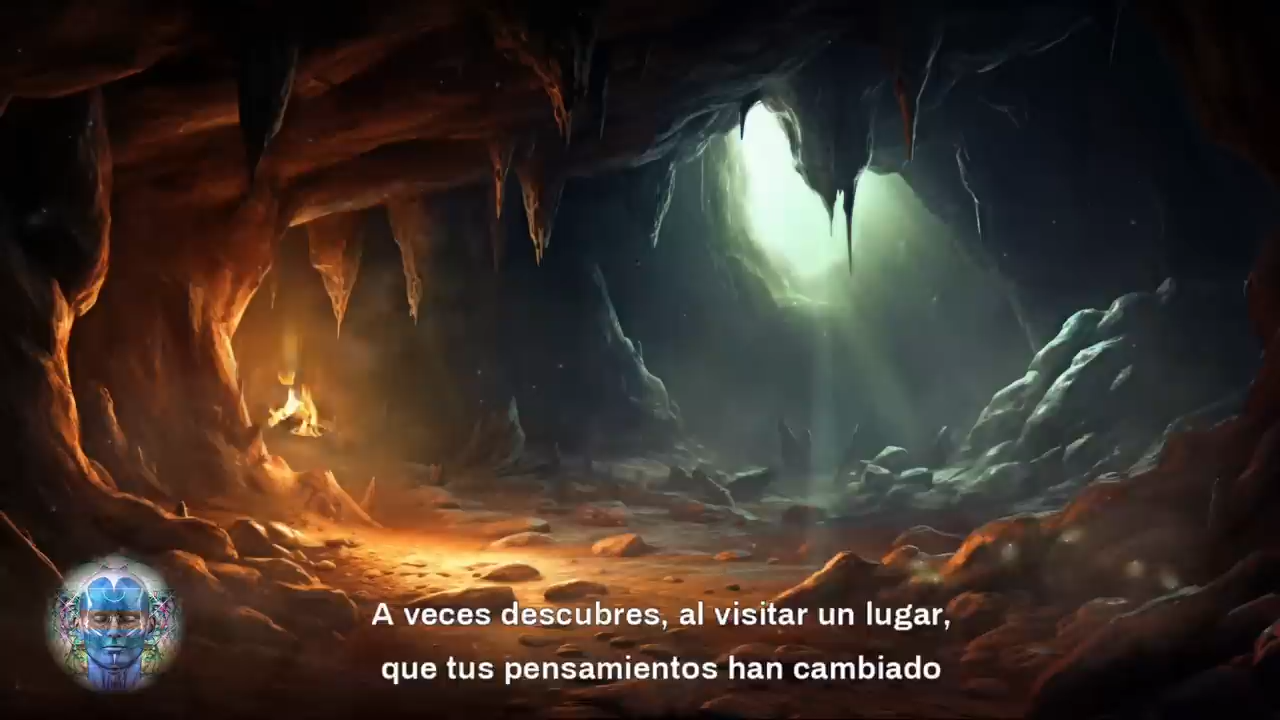 A veces descubres, al visitar un lugar,
que tus pensamientos han cambiado